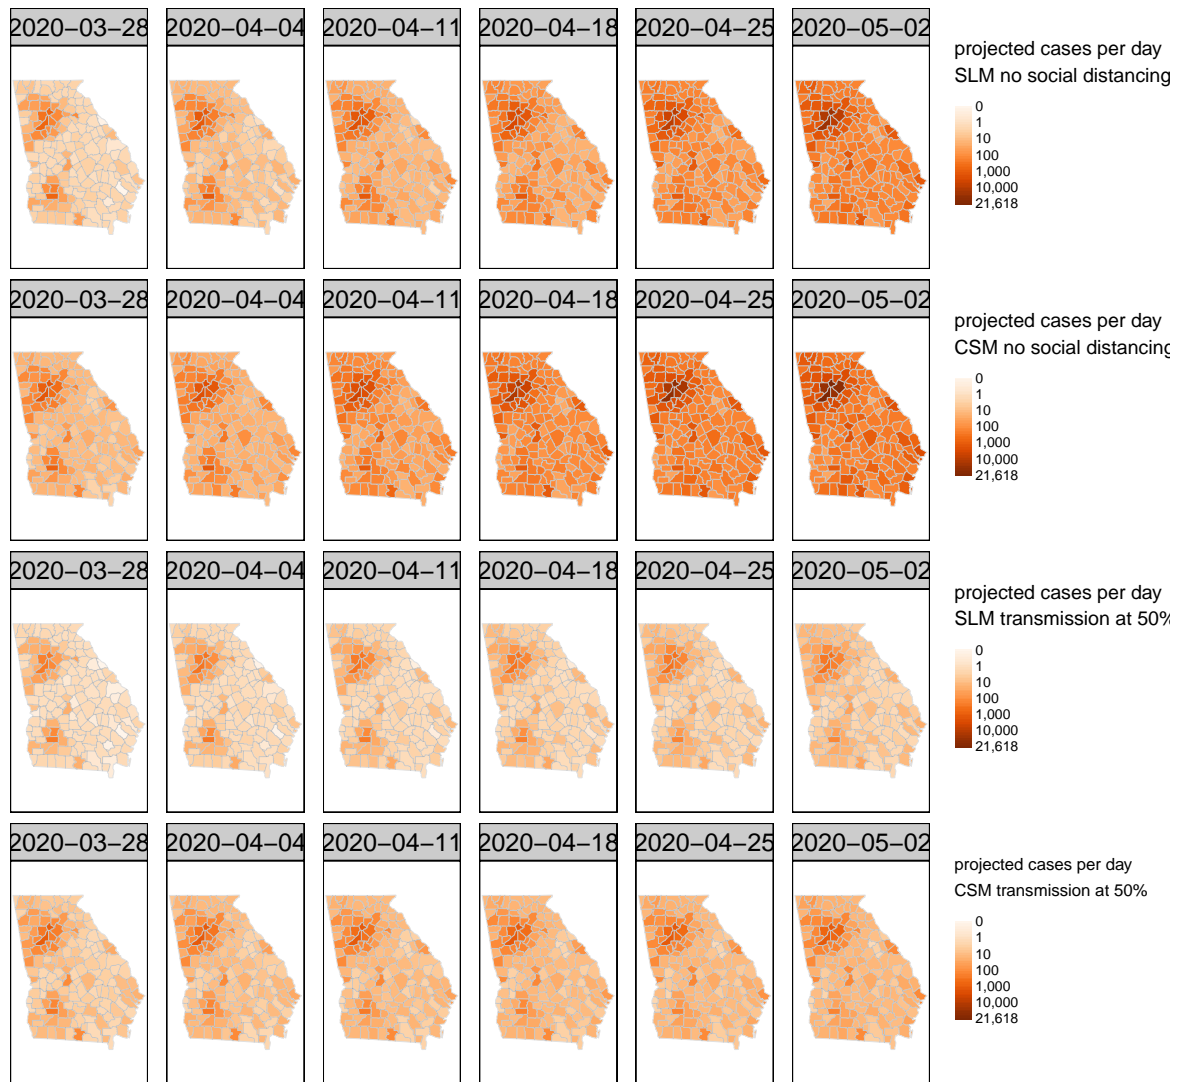 2020−03−28 2020−04−04 2020−04−11 2020−04−18 2020−04−25 2020−05−02
projected cases per day
SLM no social distancing
0
1
10
100
1,000
10,000
21,618
2020−03−28 2020−04−04 2020−04−11 2020−04−18 2020−04−25 2020−05−02
projected cases per day
CSM no social distancing
0
1
10
100
1,000
10,000
21,618
2020−03−28 2020−04−04 2020−04−11 2020−04−18 2020−04−25 2020−05−02
projected cases per day
SLM transmission at 50%
0
1
10
100
1,000
10,000
21,618
2020−03−28 2020−04−04 2020−04−11 2020−04−18 2020−04−25 2020−05−02
projected cases per day
CSM transmission at 50%
0
1
10
100
1,000
10,000
21,618